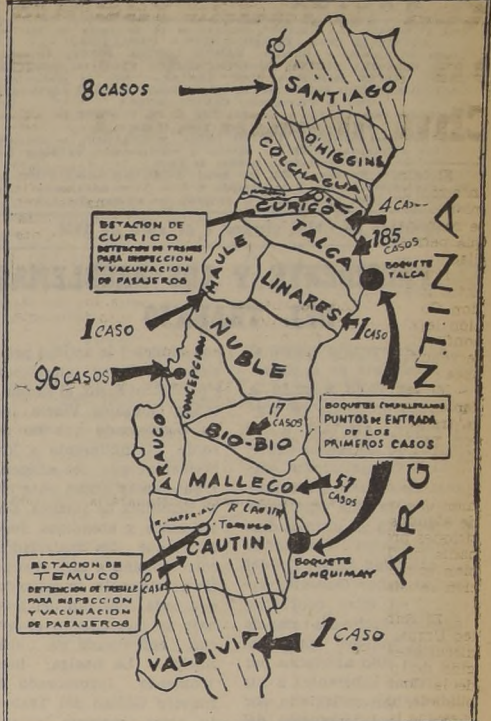 8 CASOS
SANTIAGO
O'HIGGINS
COLCHAGUA
CURICO
4 CAS
ESTACION DE
CURICO
DETENCION DE TRENES
PARA INSPECCION
Y VACUNACION
DE PASAJEROS
TALCA
185
CASOS
BOQUETE
TALCA
MAULE
LINARES
1 CASO
1 CASO
ÑUBLE
96 CASOS
CONCEPCION
ARGENTINA
BOQUETES CORDILLERANOS
PUNTOS DE ENTRADA
DE LOS
PRIMEROS CASOS
17
CASOS
BIO-BIO
ARAUCO
MALLECO
57
CASOS
R. IMPERIAL
R CAUTIN
TEMUCO
CAUTIN
BOQUETE
LONQUIMAY
ESTACION DE
TEMUCO
DETENCION DE TRENES
PARA INSPECCION
Y VACUNACION
DE PASAJEROS
VALDIVIA
1 CASO